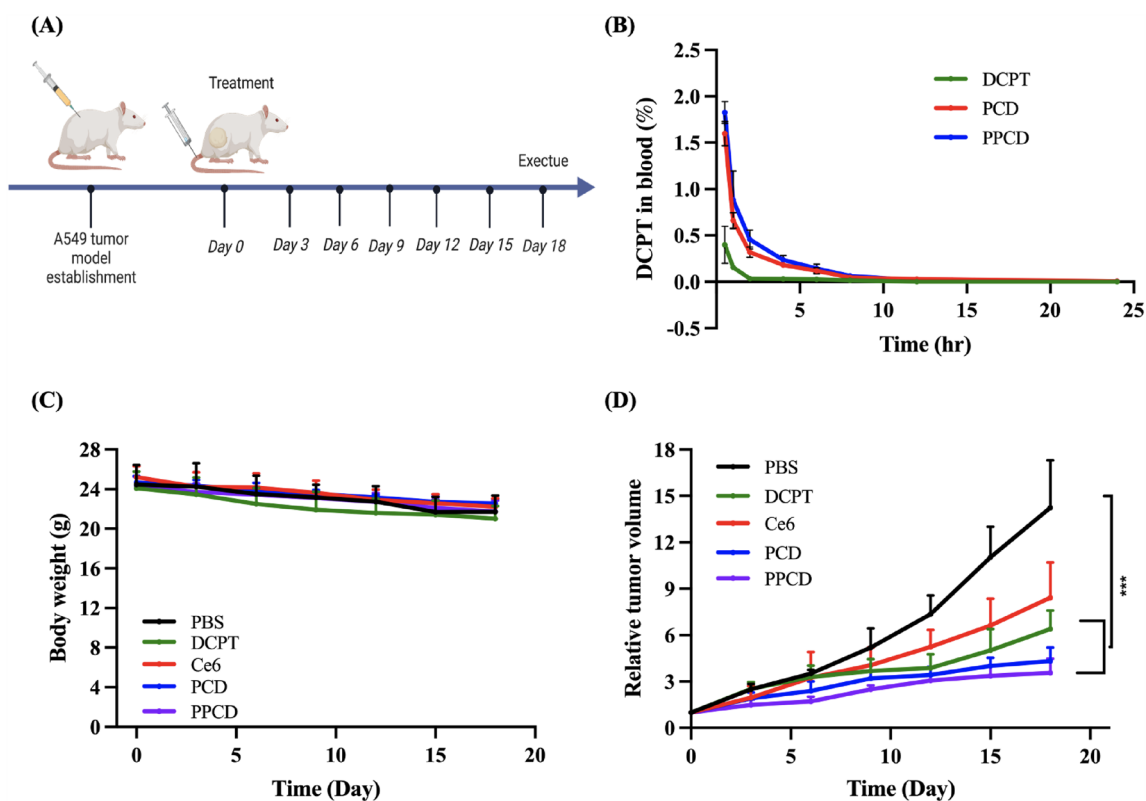 (A)
Treatment
Exectue
A549 tumor
model
establishment
Day 0
Day 3
Day 6
Day 9
Day 12
Day 15
Day 18
(B)
DCPT in blood (%)
2.5
2.0
1.5
1.0
0.5
0.0
-0.5
DCPT
PCD
PPCD
5
10
15
20
25
Time (hr)
(C)
Body weight (g)
28
24
20
16
12
8
4
0
PBS
DCPT
Ce6
PCD
PPCD
0
5
10
15
20
Time (Day)
(D)
Relative tumor volume
18
15
12
9
6
3
0
PBS
DCPT
Ce6
PCD
PPCD
***
0
5
10
15
20
Time (Day)